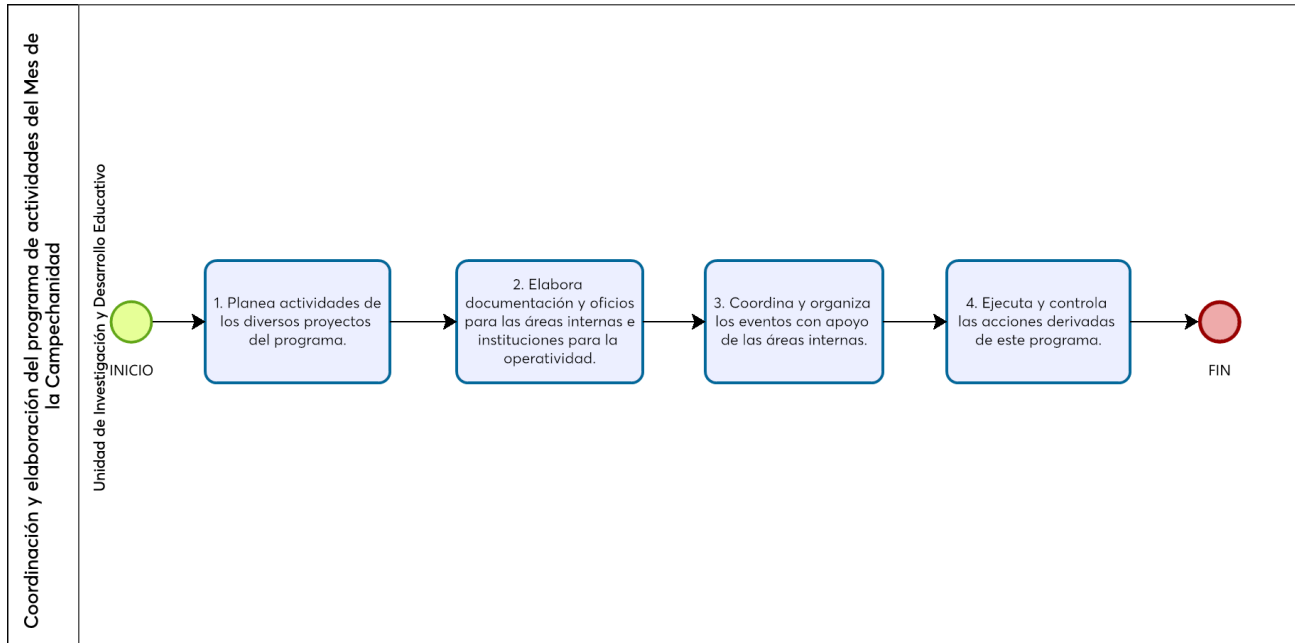 Coordinación y elaboración del programa de actividades del Mes de
la Campechanidad
Unidad de Investigación y Desarrollo Educativo
INICIO
1. Planea actividades de
los diversos proyectos
del programa.
2. Elabora
documentación y oficios
para las áreas internas e
instituciones para la
operatividad.
3. Coordina y organiza
los eventos con apoyo
de las áreas internas.
4. Ejecuta y controla
las acciones derivadas
de este programa.
FIN